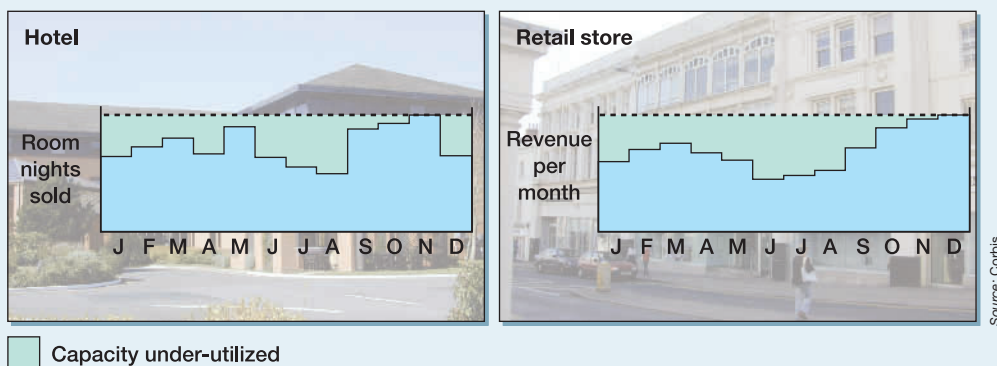 Hotel
Room
nights
sold
J F M A M J J A S O N D
Retail store
Revenue
per
month
J F M A M J J A S O N D
Source: Corbis
Capacity under-utilized